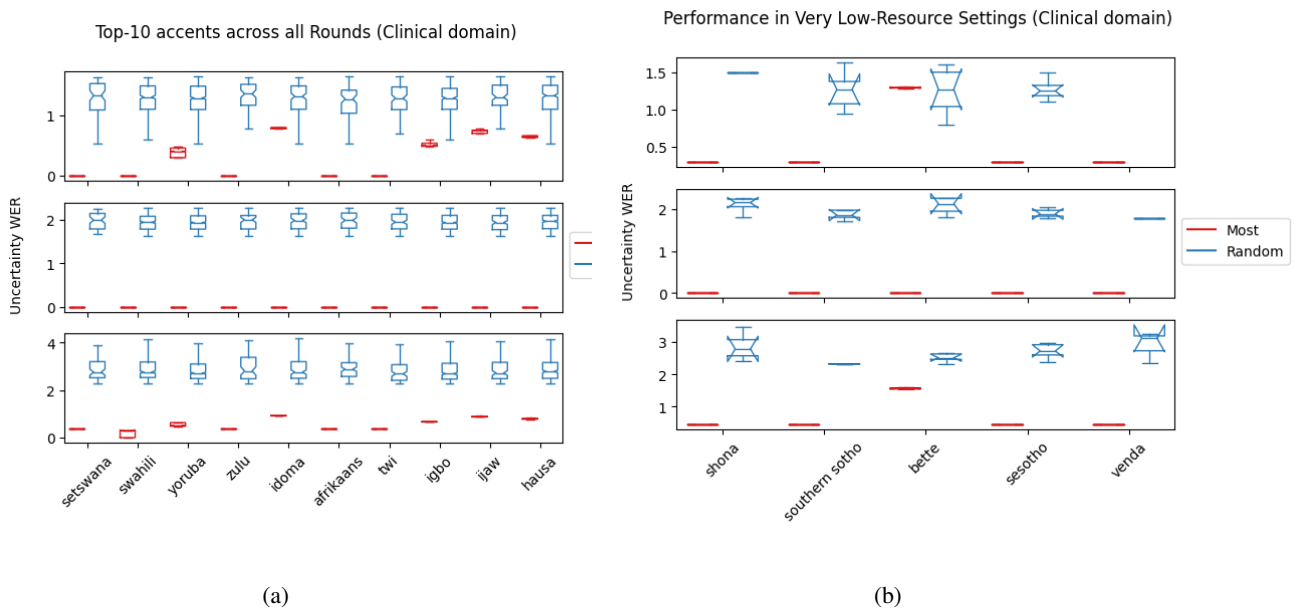 Top-10 accents across all Rounds (Clinical domain)
Uncertainty WER
1
0
2
1
0
4
2
0
setswana
swahili
yoruba
zulu
idoma
afrikaans
twi
igbo
ijaw
hausa
(a)
Performance in Very Low-Resource Settings (Clinical domain)
Uncertainty WER
1.5
1.0
0.5
2
1
0
3
2
1
shona
southern sotho
bette
sesotho
venda
Most
Random
(b)